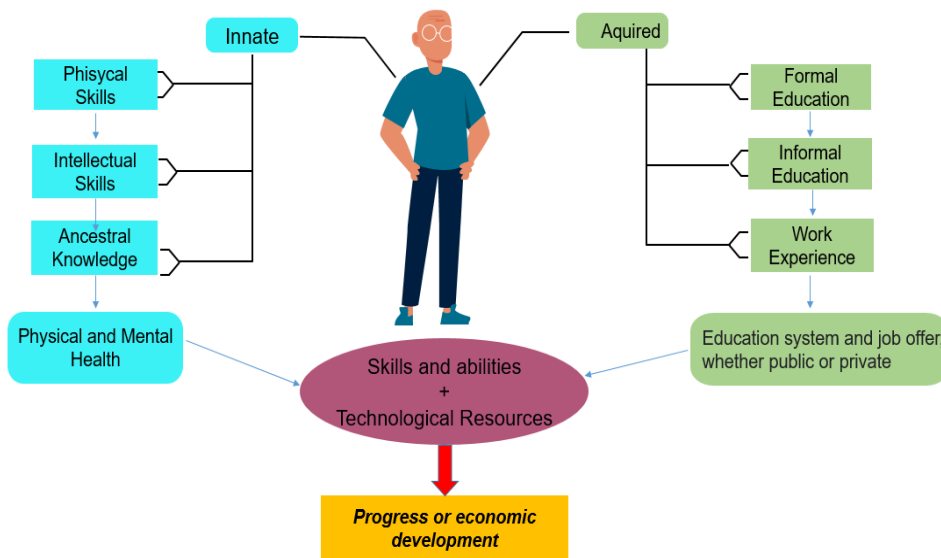 Innate
Aquired
Phisycal
Skills
Intellectual
Skills
Ancestral
Knowledge
Physical and Mental
Health
Formal
Education
Informal
Education
Work
Experience
Education system and job offer,
whether public or private
Skills and abilities
+
Technological Resources
Progress or economic
development